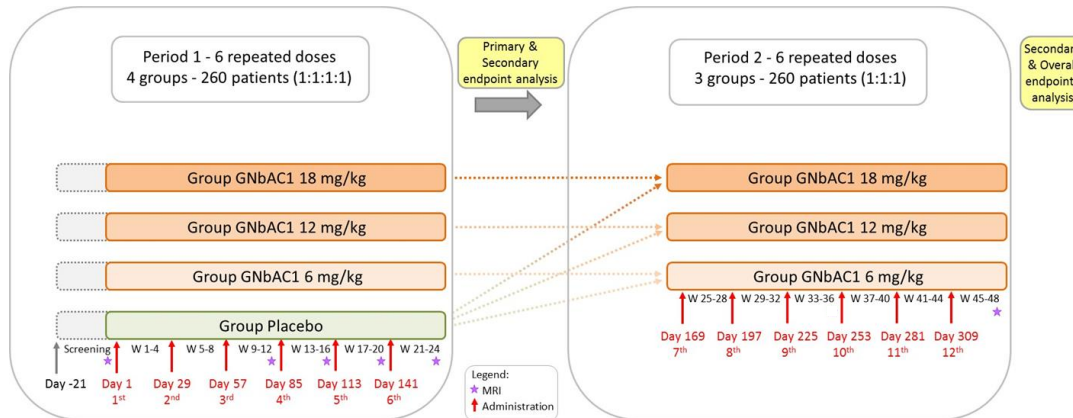 Period 1 - 6 repeated doses
4 groups - 260 patients (1:1:1:1)
Group GNbAC1 18 mg/kg
Group GNbAC1 12 mg/kg
Group GNbAC1 6 mg/kg
Group Placebo
Screening W 1-4 W 5-8 W 9-12 W 13-16 W 17-20 W 21-24
Day -21 Day 1 Day 29 Day 57 Day 85 Day 113 Day 141
1st 2nd 3rd 4th 5th 6th
Primary &
Secondary
endpoint analysis
Legend:
MRI
Administration
Period 2 - 6 repeated doses
3 groups - 260 patients (1:1:1)
Group GNbAC1 18 mg/kg
Group GNbAC1 12 mg/kg
Group GNbAC1 6 mg/kg
W 25-28 W 29-32 W 33-36 W 37-40 W 41-44 W 45-48
Day 169 Day 197 Day 225 Day 253 Day 281 Day 309
7th 8th 9th 10th 11th 12th
Secondary
& Overall
endpoint
analysis